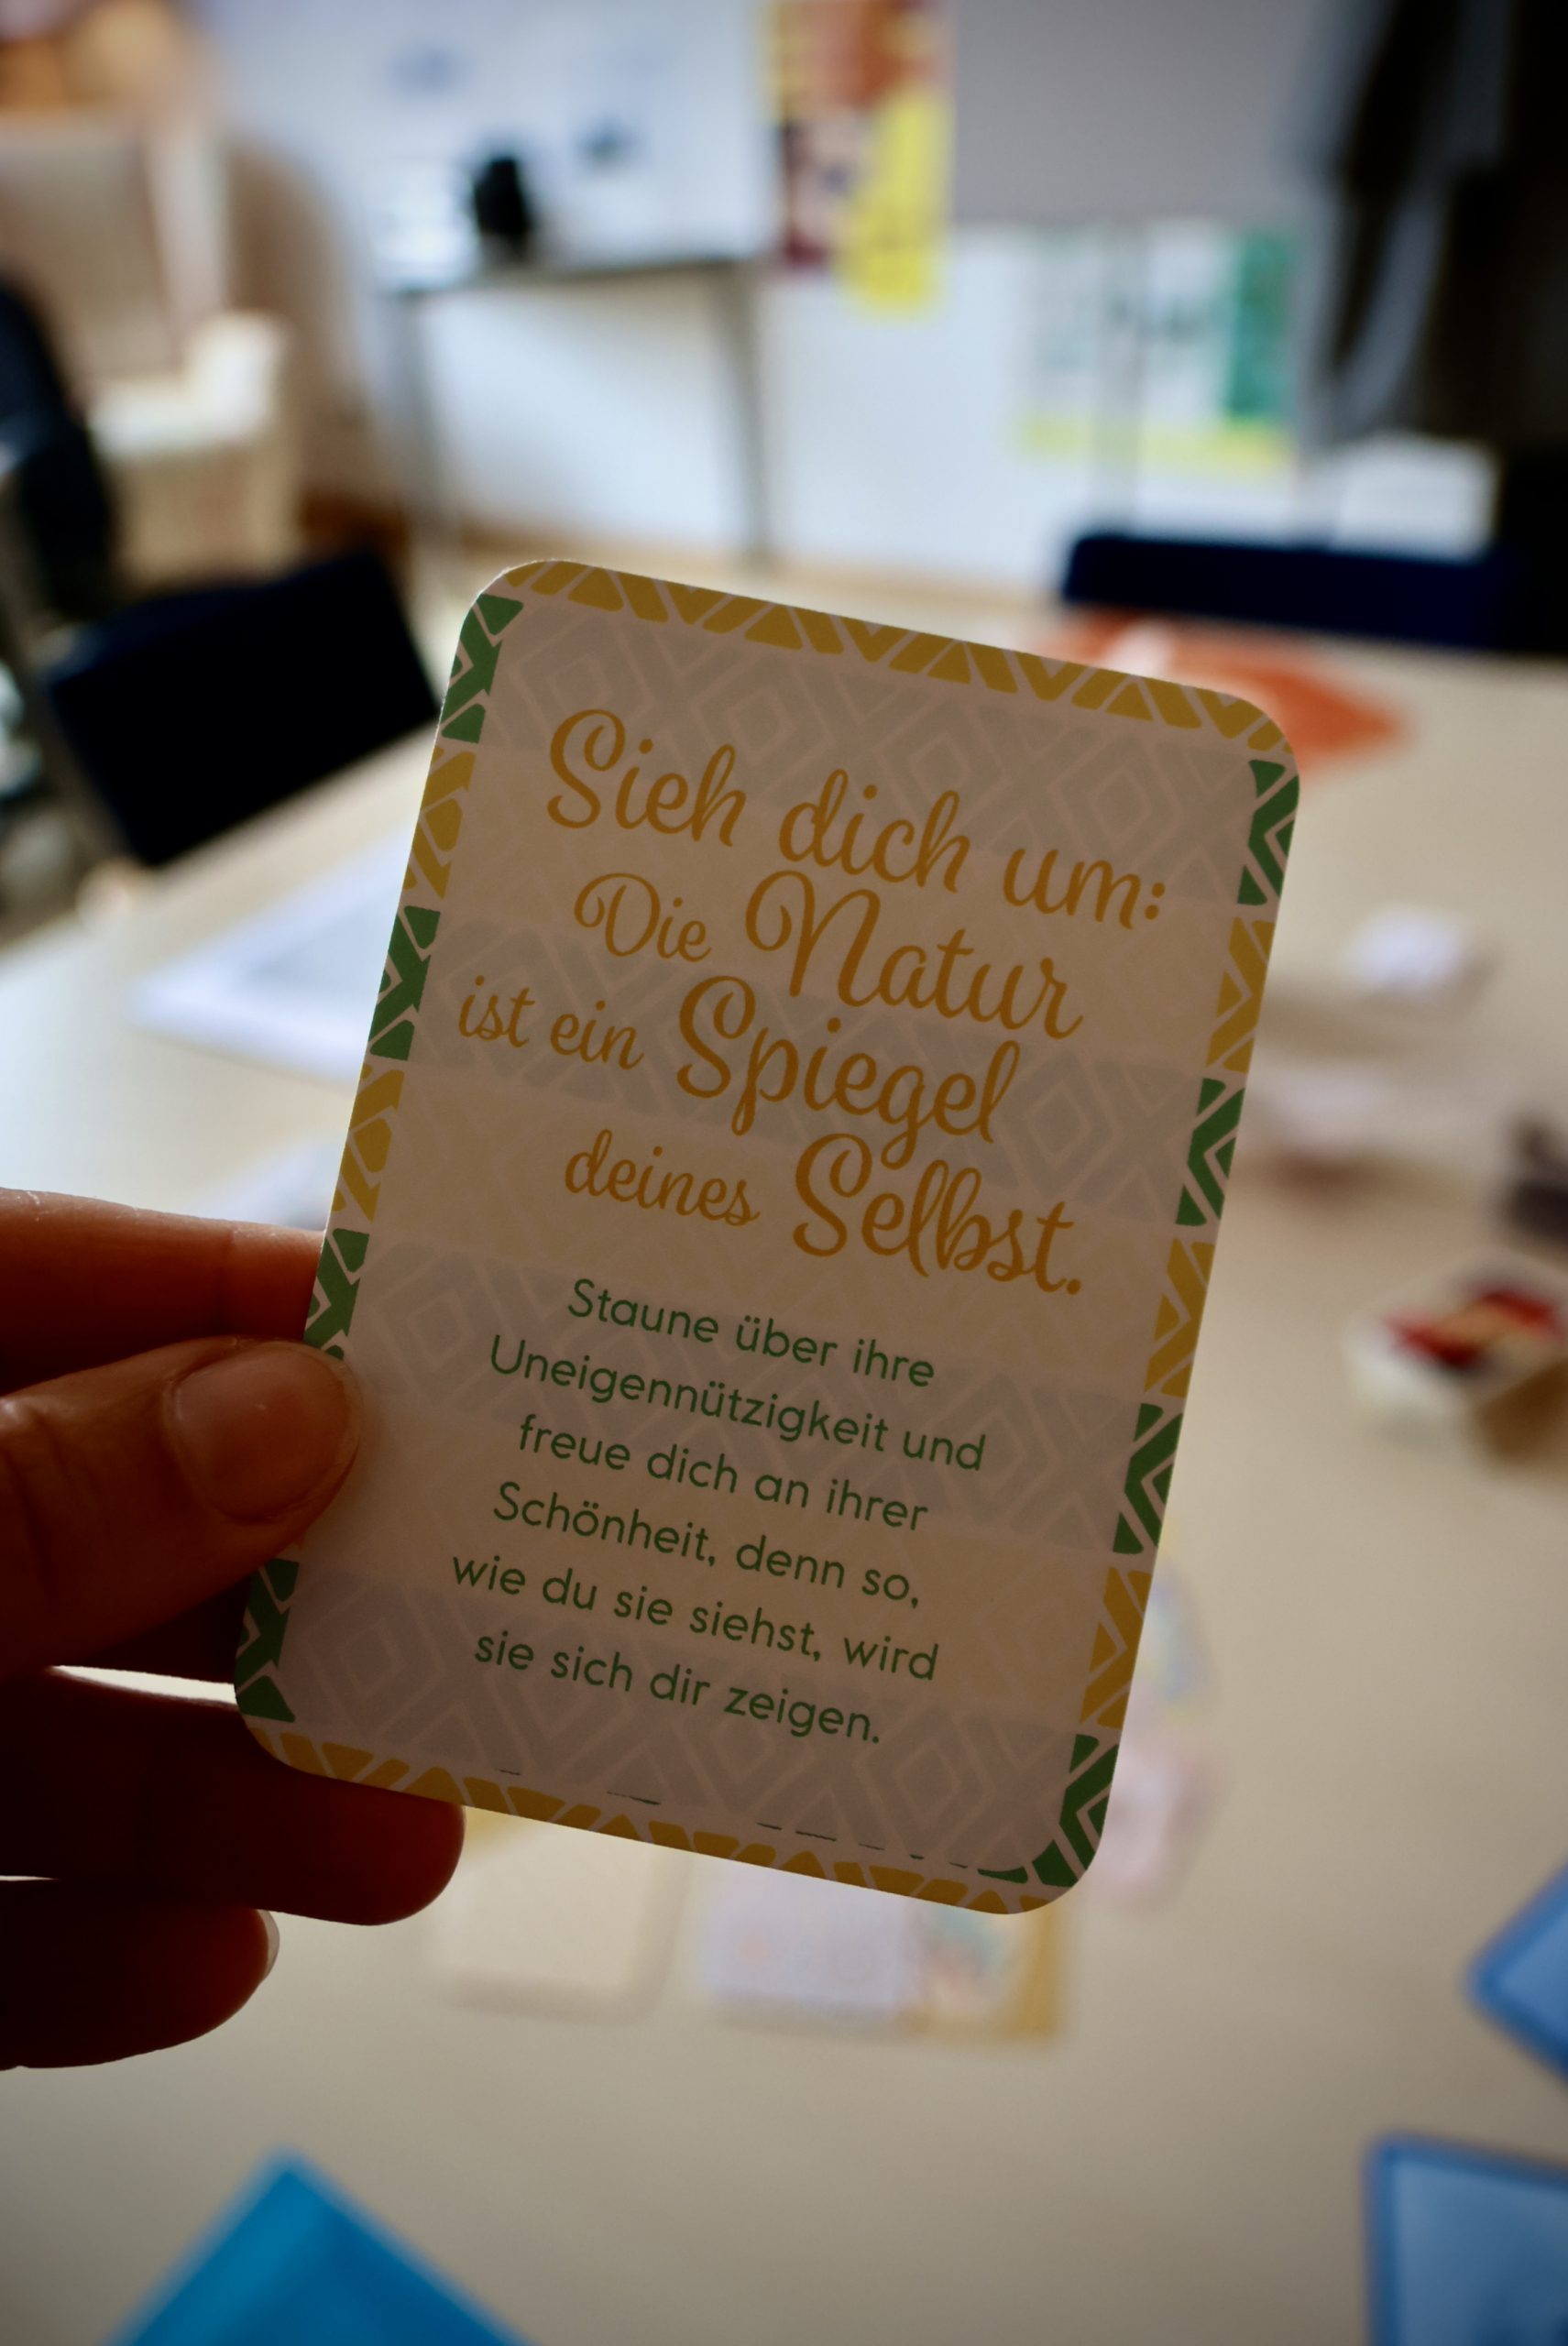 Sieh dich um:
Die Natur
ist ein Spiegel
deines Selbst.
Staune über ihre
Uneigennützigkeit und
freue dich an ihrer
Schönheit, denn so,
wie du sie siehst, wird
sie sich dir zeigen.